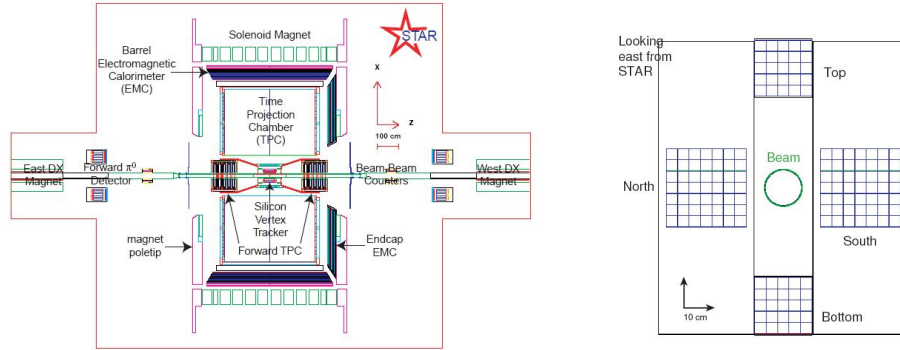 Solenoid Magnet
STAR
Barrel
Electromagnetic
Calorimeter
(EMC)
x
z
100 cm
Time
Projection
Chamber
(TPC)
East DX
Magnet
Forward π⁰
Detector
Beam-Beam
Counters
West DX
Magnet
Silicon
Vertex
Tracker
magnet
poletip
Forward TPC
Endcap
EMC
Looking
east from
STAR
Top
Beam
North
South
10 cm
Bottom